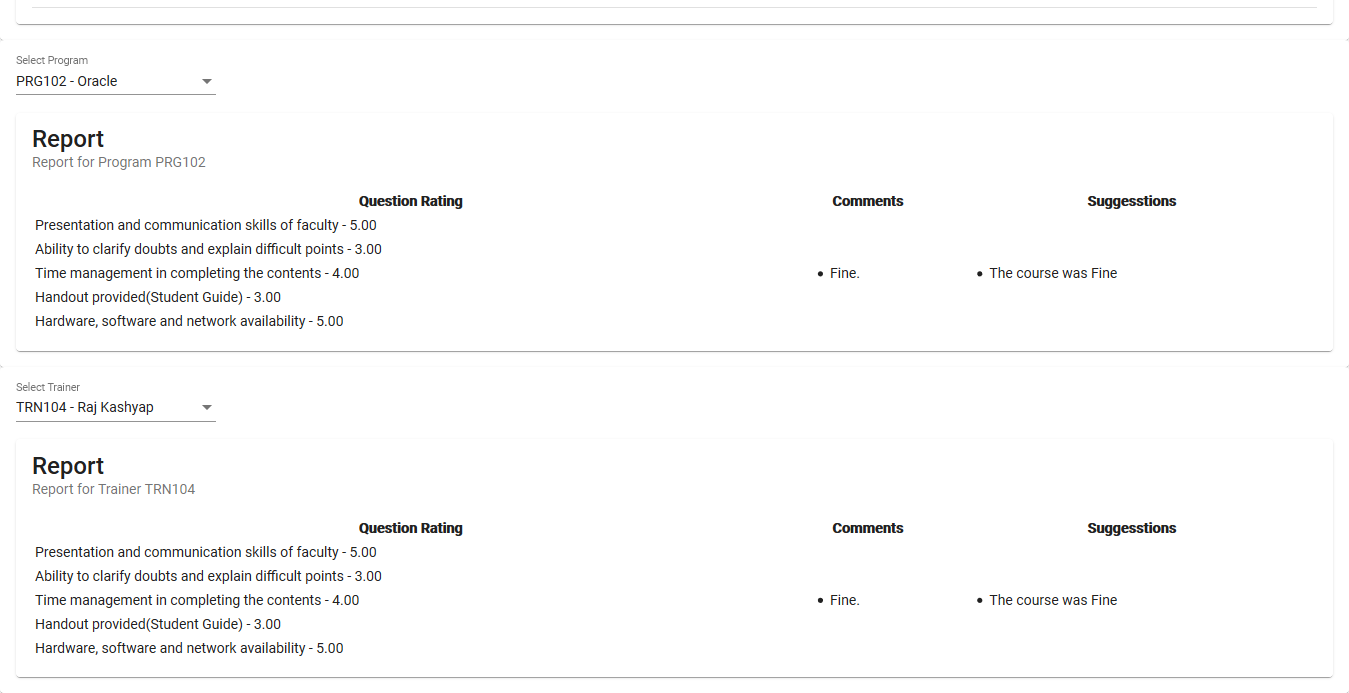 Select Program
PRG102 - Oracle
Report
Report for Program PRG102
Question Rating Comments Suggesstions
Presentation and communication skills of faculty - 5.00
Ability to clarify doubts and explain difficult points - 3.00
Time management in completing the contents - 4.00 • Fine. • The course was Fine
Handout provided(Student Guide) - 3.00
Hardware, software and network availability - 5.00
Select Trainer
TRN104 - Raj Kashyap
Report
Report for Trainer TRN104
Question Rating Comments Suggesstions
Presentation and communication skills of faculty - 5.00
Ability to clarify doubts and explain difficult points - 3.00
Time management in completing the contents - 4.00 • Fine. • The course was Fine
Handout provided(Student Guide) - 3.00
Hardware, software and network availability - 5.00